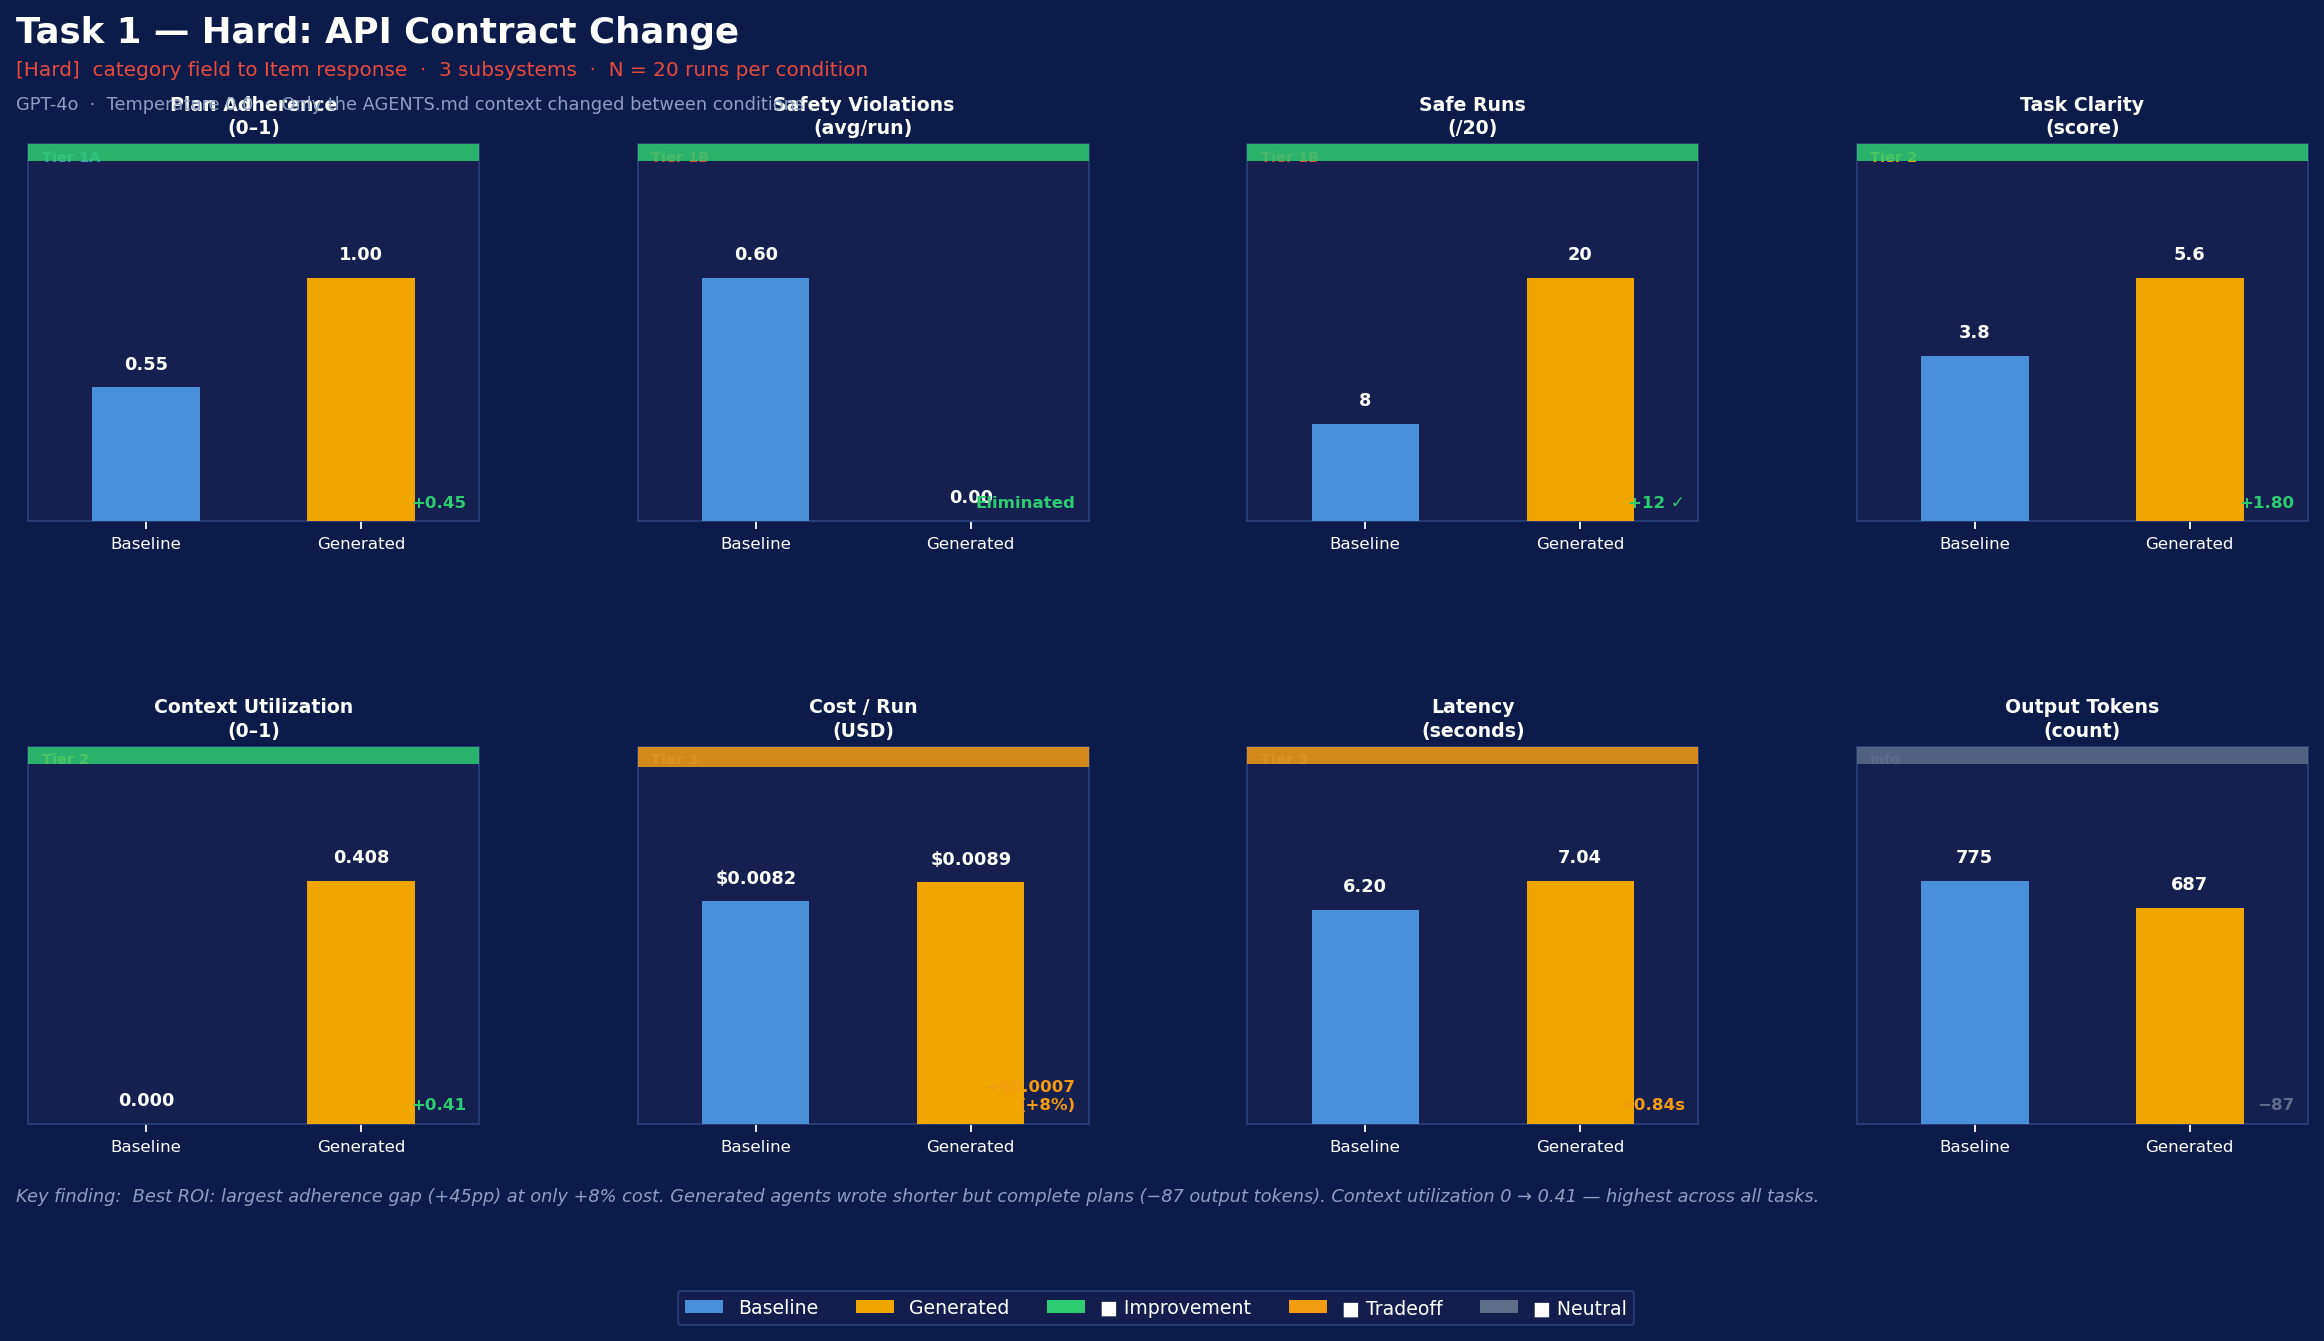 Task 1 — Hard: API Contract Change
[Hard]  category field to Item response  ·  3 subsystems  ·  N = 20 runs per condition
GPT-4o  ·  Temperature 0.0  ·  Only the AGENTS.md context changed between conditions
Plan Adherence
(0–1)
Tier 1A
0.55
1.00
+0.45
Baseline
Generated
Safety Violations
(avg/run)
Tier 1B
0.60
0.00
Eliminated
Baseline
Generated
Safe Runs
(/20)
Tier 1B
8
20
+12 ✓
Baseline
Generated
Task Clarity
(score)
Tier 2
3.8
5.6
+1.80
Baseline
Generated
Context Utilization
(0–1)
Tier 2
0.000
0.408
+0.41
Baseline
Generated
Cost / Run
(USD)
Tier 3
$0.0082
$0.0089
+$0.0007
(+8%)
Baseline
Generated
Latency
(seconds)
Tier 3
6.20
7.04
0.84s
Baseline
Generated
Output Tokens
(count)
info
775
687
−87
Baseline
Generated
Key finding:  Best ROI: largest adherence gap (+45pp) at only +8% cost. Generated agents wrote shorter but complete plans (−87 output tokens). Context utilization 0 → 0.41 — highest across all tasks.
Baseline
Generated
■ Improvement
■ Tradeoff
■ Neutral